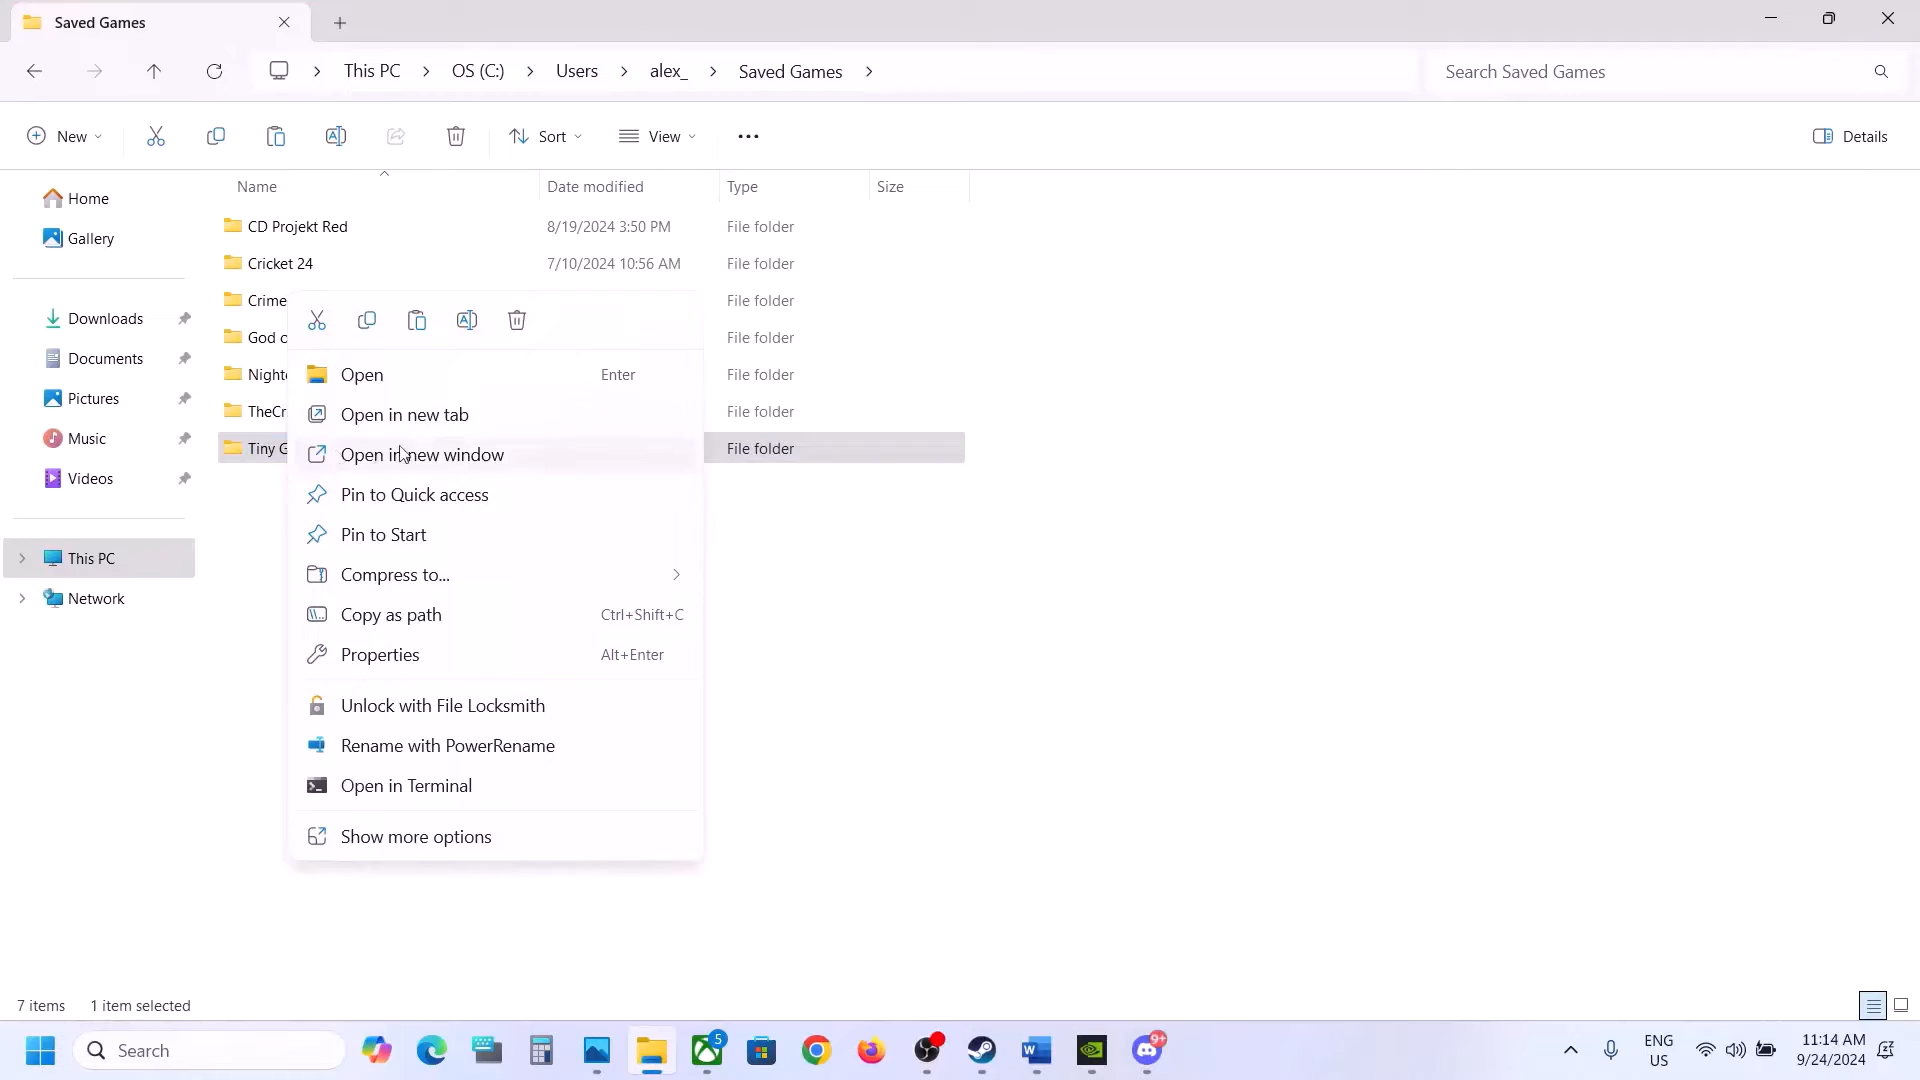 Saved Games
This PC > OS (C:) > Users > alex_ > Saved Games >
Search Saved Games
New
Sort
View
Details
Name Date modified Type Size
Home
Gallery
Downloads
Documents
Pictures
Music
Videos
This PC
Network
CD Projekt Red 8/19/2024 3:50 PM File folder
Cricket 24 7/10/2024 10:56 AM File folder
Crime File folder
God o File folder
Nighte File folder
TheCr File folder
Tiny G File folder
Open Enter
Open in new tab
Open in new window
Pin to Quick access
Pin to Start
Compress to...
Copy as path Ctrl+Shift+C
Properties Alt+Enter
Unlock with File Locksmith
Rename with PowerRename
Open in Terminal
Show more options
7 items 1 item selected
Search
5
9+
ENG
US
11:14 AM
9/24/2024